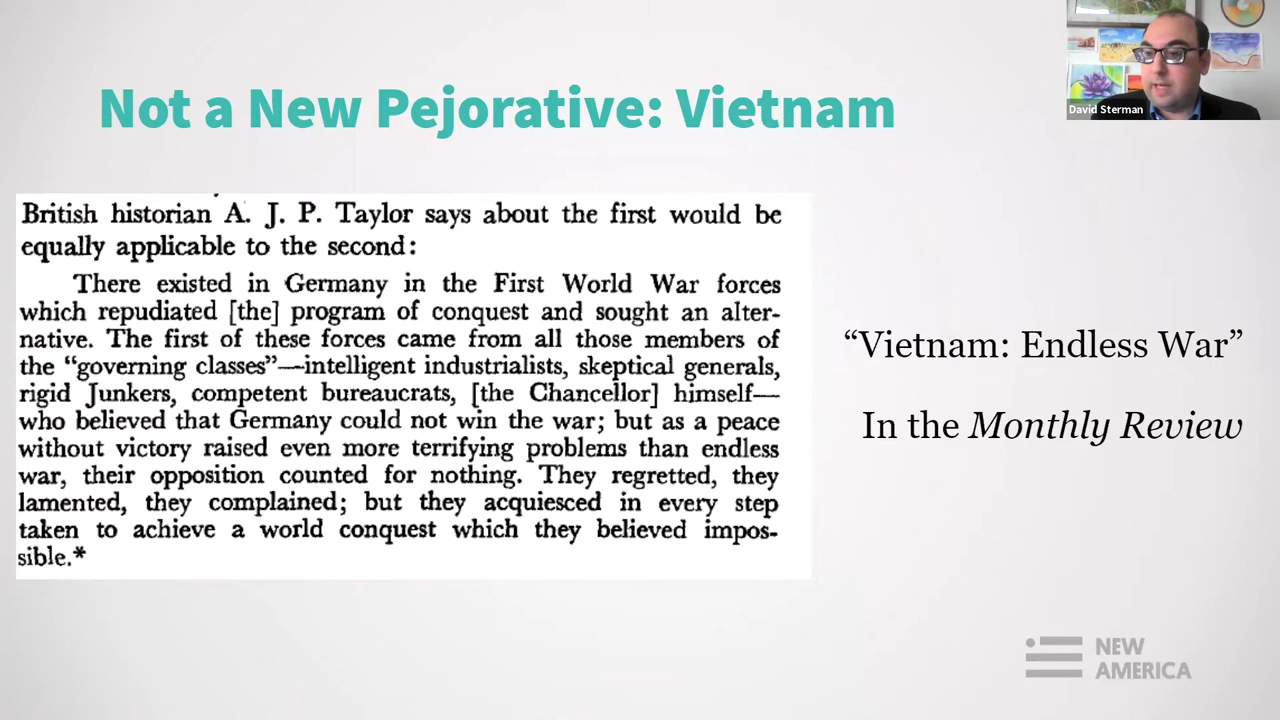 Not a New Pejorative: Vietnam
David Sterman
British historian A. J. P. Taylor says about the first would be
equally applicable to the second:
There existed in Germany in the First World War forces
which repudiated [the] program of conquest and sought an alter-
native. The first of these forces came from all those members of
the “governing classes”—intelligent industrialists, skeptical generals,
rigid Junkers, competent bureaucrats, [the Chancellor] himself—
who believed that Germany could not win the war; but as a peace
without victory raised even more terrifying problems than endless
war, their opposition counted for nothing. They regretted, they
lamented, they complained; but they acquiesced in every step
taken to achieve a world conquest which they believed impos-
sible.*
“Vietnam: Endless War”
In the Monthly Review
NEW
AMERICA